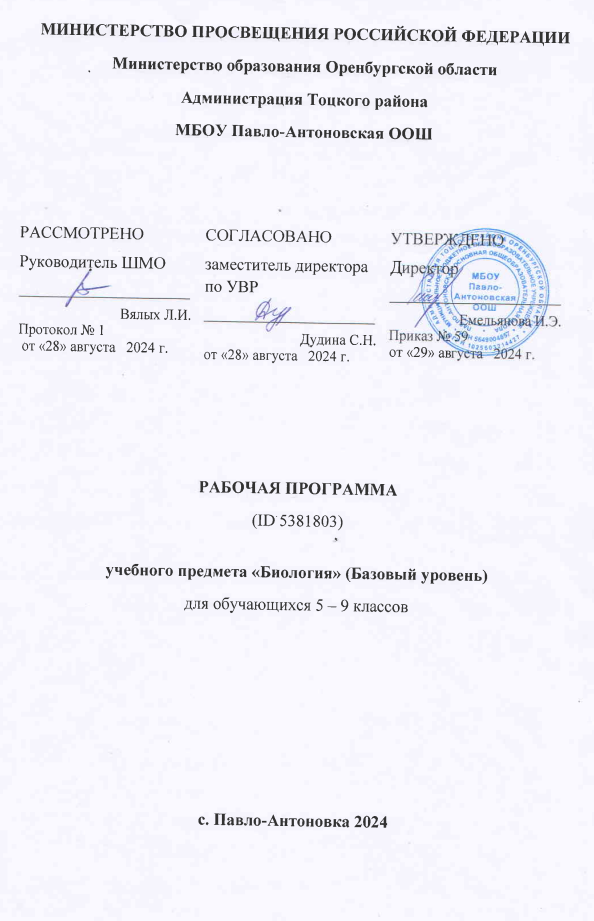 МИНИСТЕРСТВО ПРОСВЕЩЕНИЯ РОССИЙСКОЙ ФЕДЕРАЦИИ
Министерство образования Оренбургской области
Администрация Тоцкого района
МБОУ Павло-Антоновская ООШ
РАССМОТРЕНО
Руководитель ШМО
Вялых Л.И.
Протокол № 1
от «28» августа 2024 г.
СОГЛАСОВАНО
заместитель директора
по УВР
Дудина С.Н.
от «28» августа 2024 г.
УТВЕРЖДЕНО
Директор
Емельянова И.Э.
Приказ № 59
от «29» августа 2024 г.
МБОУ
Павло-
Антоновская
ООШ
РАБОЧАЯ ПРОГРАММА
(ID 5381803)
учебного предмета «Биология» (Базовый уровень)
для обучающихся 5 – 9 классов
с. Павло-Антоновка 2024